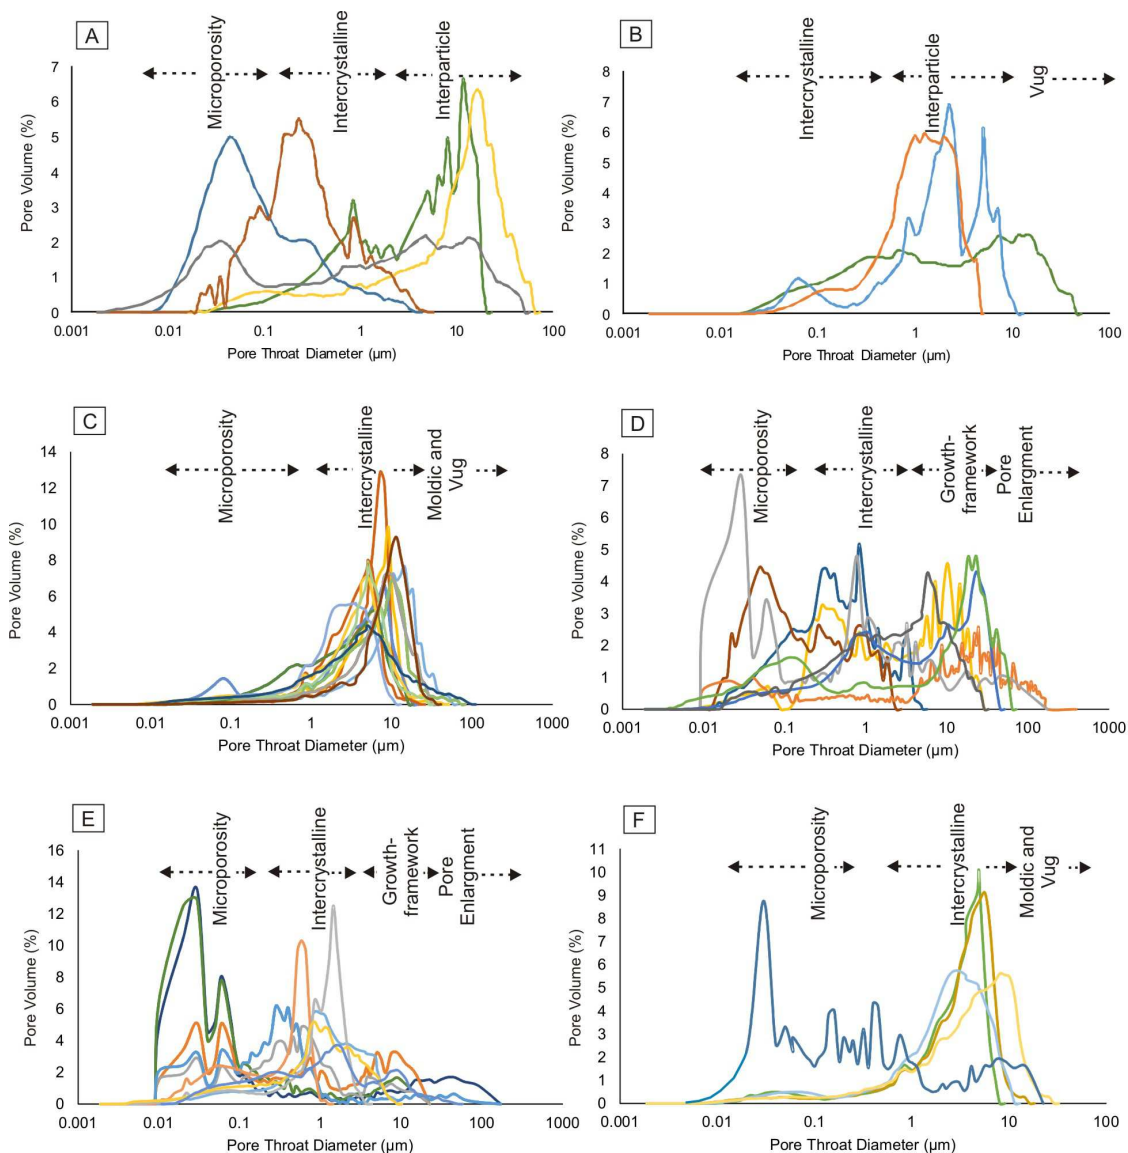 A
Microporosity
Intercrystalline
Interparticle
7
6
5
4
3
2
1
0
Pore Volume (%)
0.001
0.01
0.1
1
10
100
Pore Throat Diameter (µm)
B
Intercrystalline
Interparticle
Vug
8
7
6
5
4
3
2
1
0
Pore Volume (%)
0.001
0.01
0.1
1
10
100
Pore Throat Diameter (µm)
C
Microporosity
Intercrystalline
Moldic and
Vug
14
12
10
8
6
4
2
0
Pore Volume (%)
0.001
0.01
0.1
1
10
100
1000
Pore Throat Diameter (µm)
D
Microporosity
Intercrystalline
Growth-
framework
Pore
Enlargment
8
7
6
5
4
3
2
1
0
Pore Volume (%)
0.001
0.01
0.1
1
10
100
1000
Pore Throat Diameter (µm)
E
Microporosity
Intercrystalline
Growth-
framework
Pore
Enlargment
16
14
12
10
8
6
4
2
0
Pore Volume (%)
0.001
0.01
0.1
1
10
100
1000
Pore Throat Diameter (µm)
F
Microporosity
Intercrystalline
Moldic and
Vug
11
10
9
8
7
6
5
4
3
2
1
0
Pore Volume (%)
0.001
0.01
0.1
1
10
100
Pore Throat Diameter (µm)